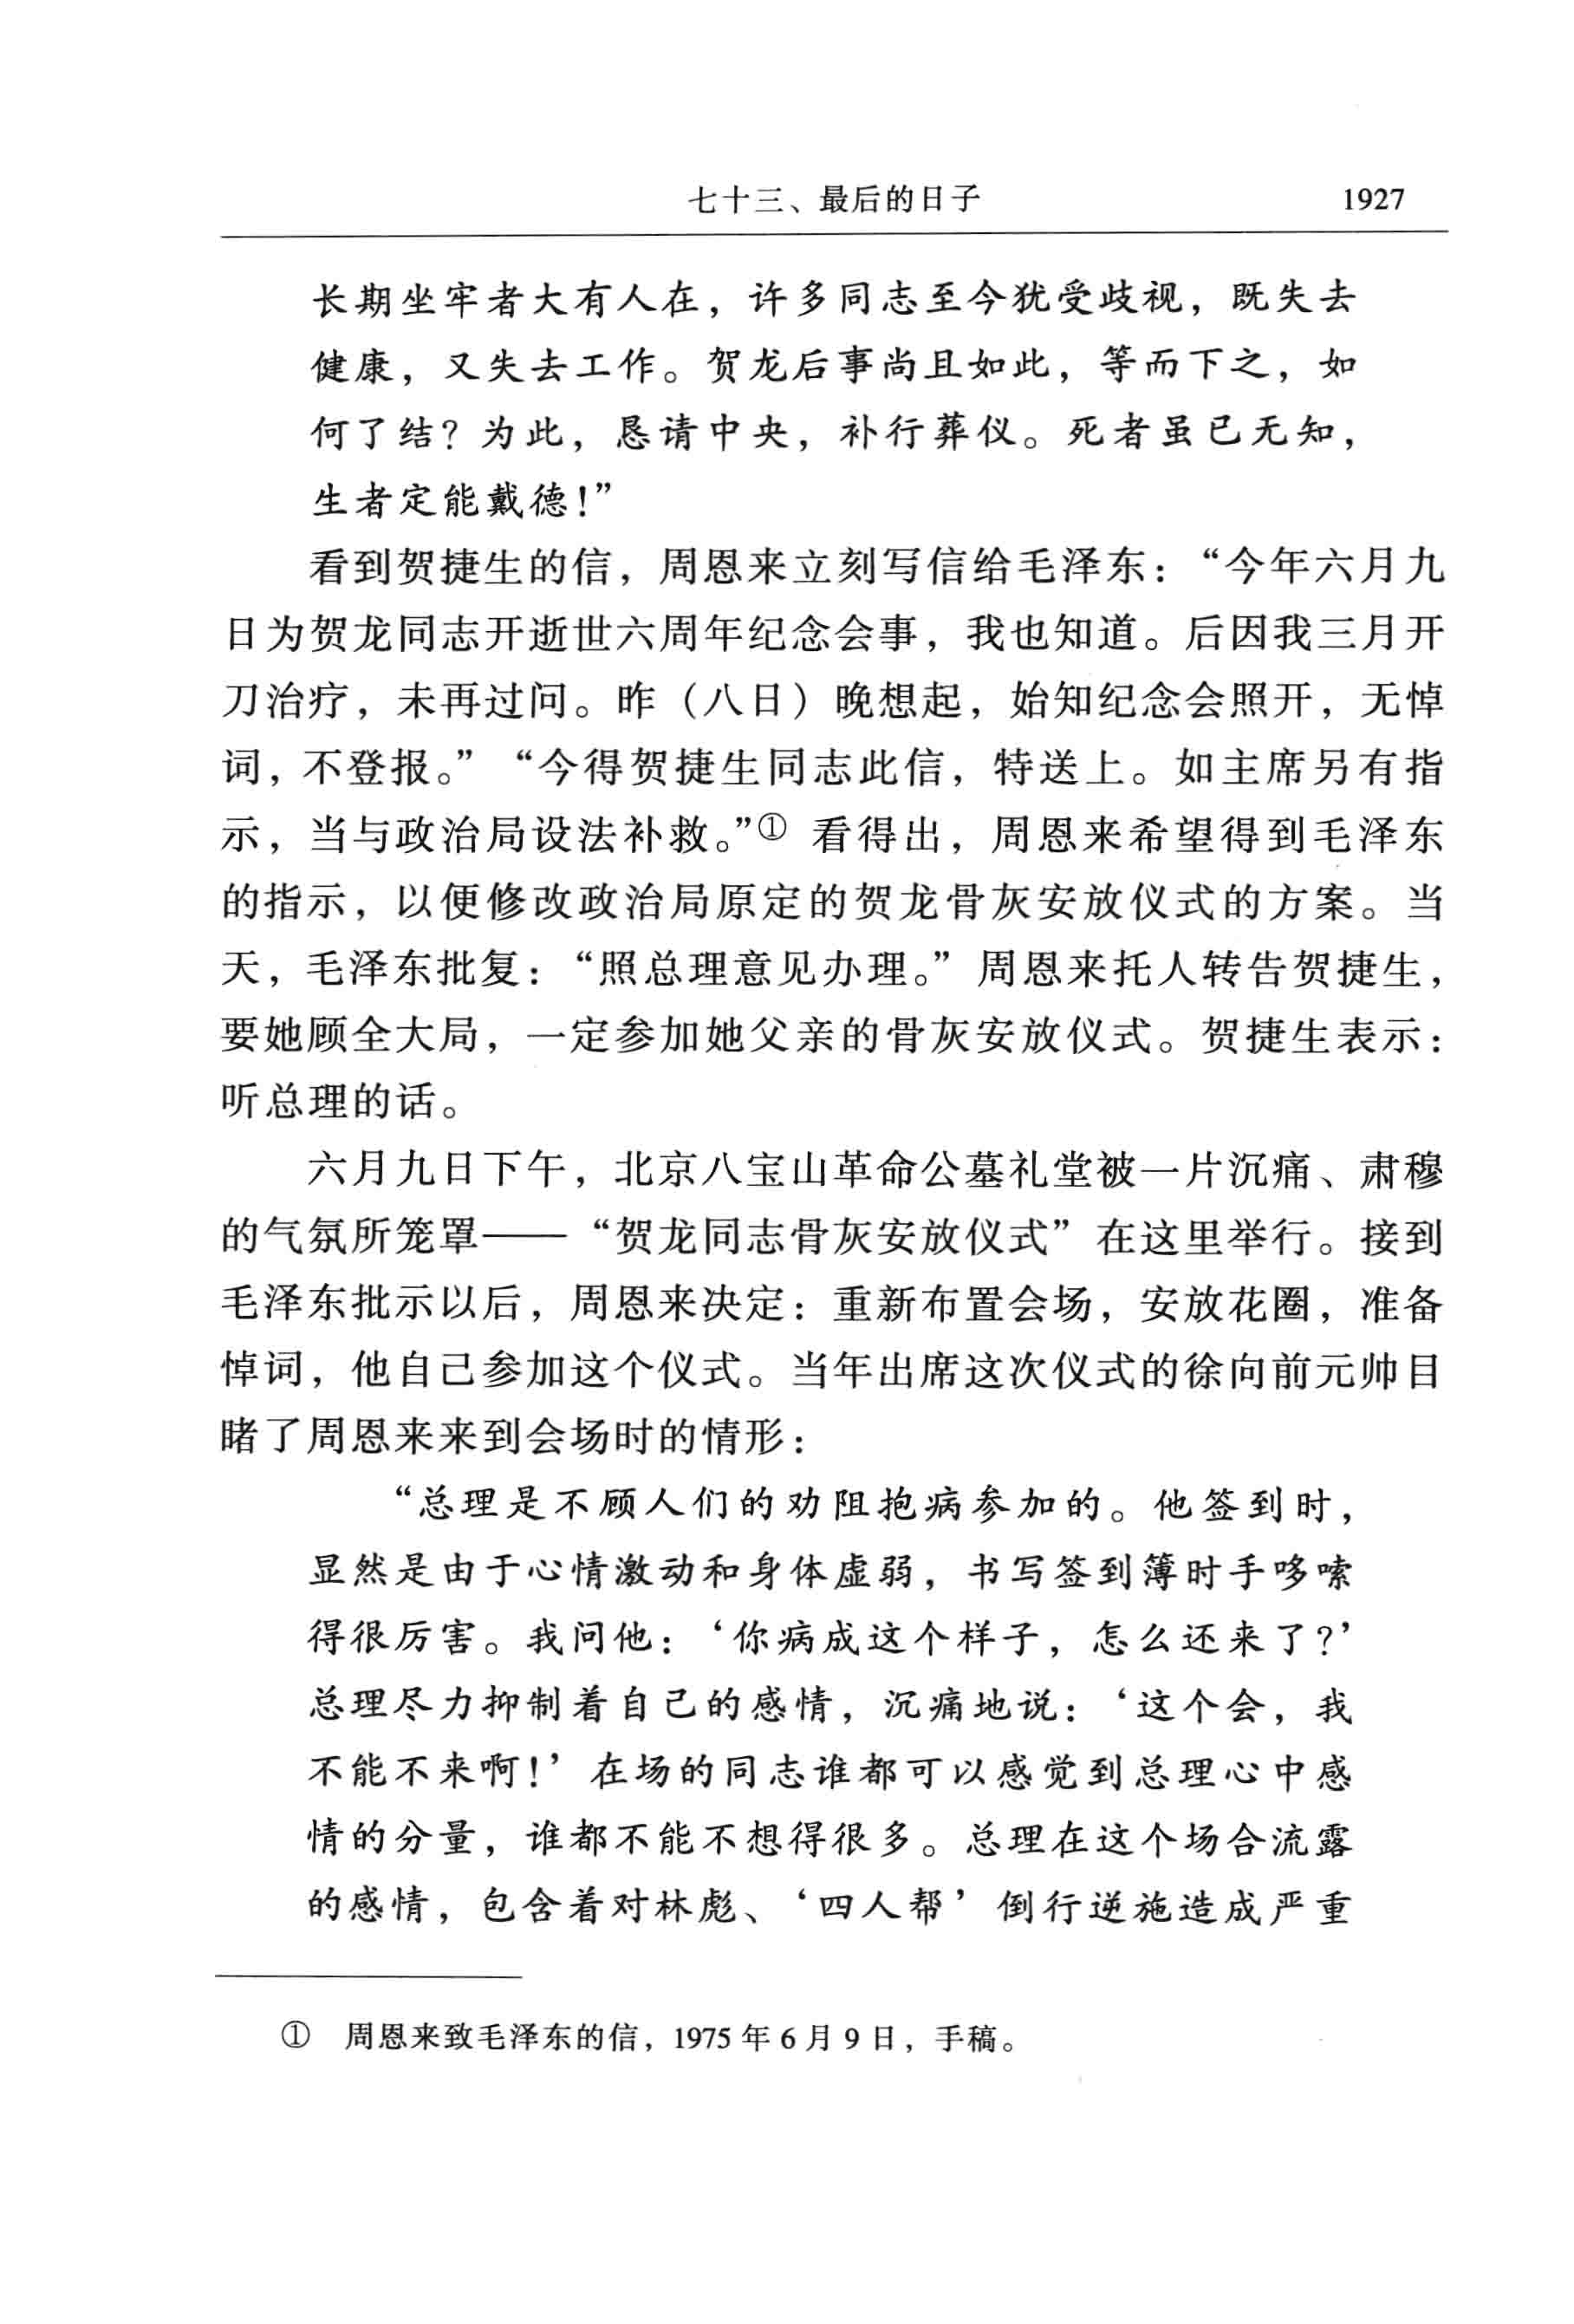 七十三、最后的日子 1927
长期坐牢者大有人在，许多同志至今犹受歧视，既失去
健康，又失去工作。贺龙后事尚且如此，等而下之，如
何了结？为此，恳请中央，补行葬仪。死者虽已无知，
生者定能戴德！”
看到贺捷生的信，周恩来立刻写信给毛泽东：“今年六月九
日为贺龙同志开逝世六周年纪念会事，我也知道。后因我三月开
刀治疗，未再过问。昨（八日）晚想起，始知纪念会照开，无悼
词，不登报。”“今得贺捷生同志此信，特送上。如主席另有指
示，当与政治局设法补救。”① 看得出，周恩来希望得到毛泽东
的指示，以便修改政治局原定的贺龙骨灰安放仪式的方案。当
天，毛泽东批复：“照总理意见办理。”周恩来托人转告贺捷生，
要她顾全大局，一定参加她父亲的骨灰安放仪式。贺捷生表示：
听总理的话。
六月九日下午，北京八宝山革命公墓礼堂被一片沉痛、肃穆
的气氛所笼罩——“贺龙同志骨灰安放仪式”在这里举行。接到
毛泽东批示以后，周恩来决定：重新布置会场，安放花圈，准备
悼词，他自己参加这个仪式。当年出席这次仪式的徐向前元帅目
睹了周恩来来到会场时的情形：
“总理是不顾人们的劝阻抱病参加的。他签到时，
显然是由于心情激动和身体虚弱，书写签到簿时手哆嗦
得很厉害。我问他：‘你病成这个样子，怎么还来了？’
总理尽力抑制着自己的感情，沉痛地说：‘这个会，我
不能不来啊！’在场的同志谁都可以感觉到总理心中感
情的分量，谁都不能不想得很多。总理在这个场合流露
的感情，包含着对林彪、‘四人帮’倒行逆施造成严重
① 周恩来致毛泽东的信，1975 年 6 月 9 日，手稿。